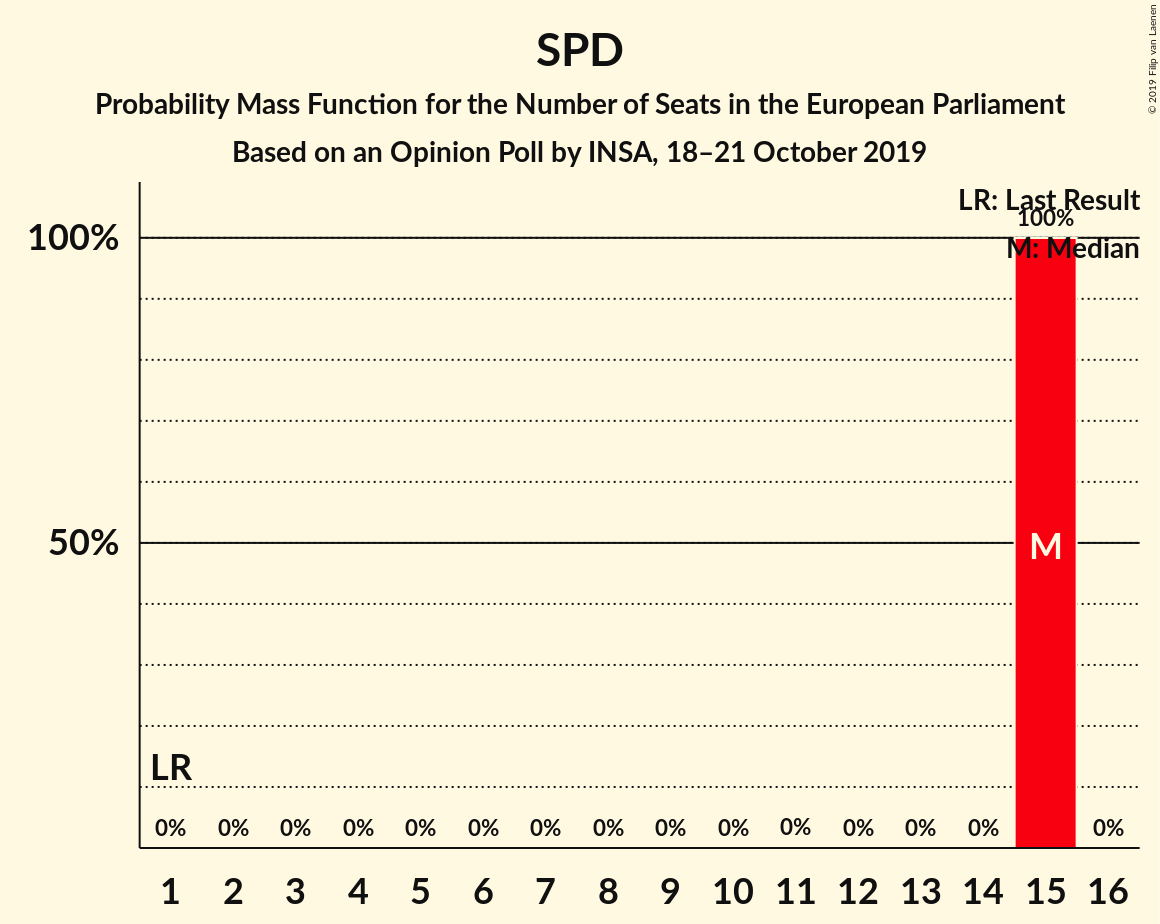 SPD
Probability Mass Function for the Number of Seats in the European Parliament
Based on an Opinion Poll by INSA, 18–21 October 2019
© 2019 Filip van Laenen
LR: Last Result
100%
M: Median
100%
50%
M
LR
0% 0% 0% 0% 0% 0% 0% 0% 0% 0% 0% 0% 0% 0% 0%
1 2 3 4 5 6 7 8 9 10 11 12 13 14 15 16